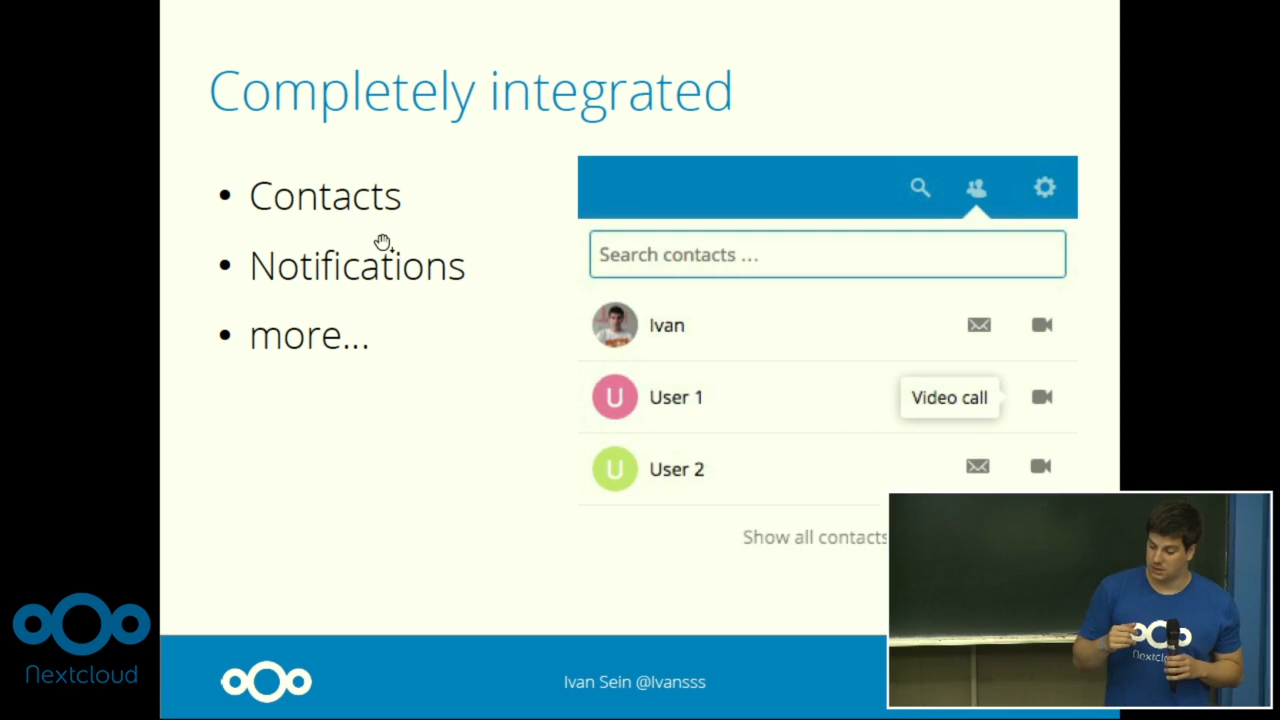 Completely integrated
• Contacts
• Notifications
• more...
Search contacts ...
Ivan
U User 1 Video call
U User 2
Show all contacts
Nextcloud
Ivan Sein @Ivansss